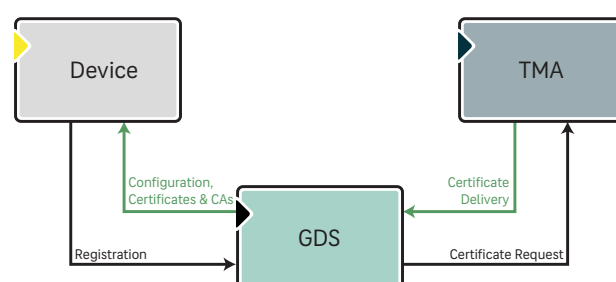 Device
TMA
Configuration,
Certificates & CAs
Certificate
Delivery
GDS
Registration
Certificate Request